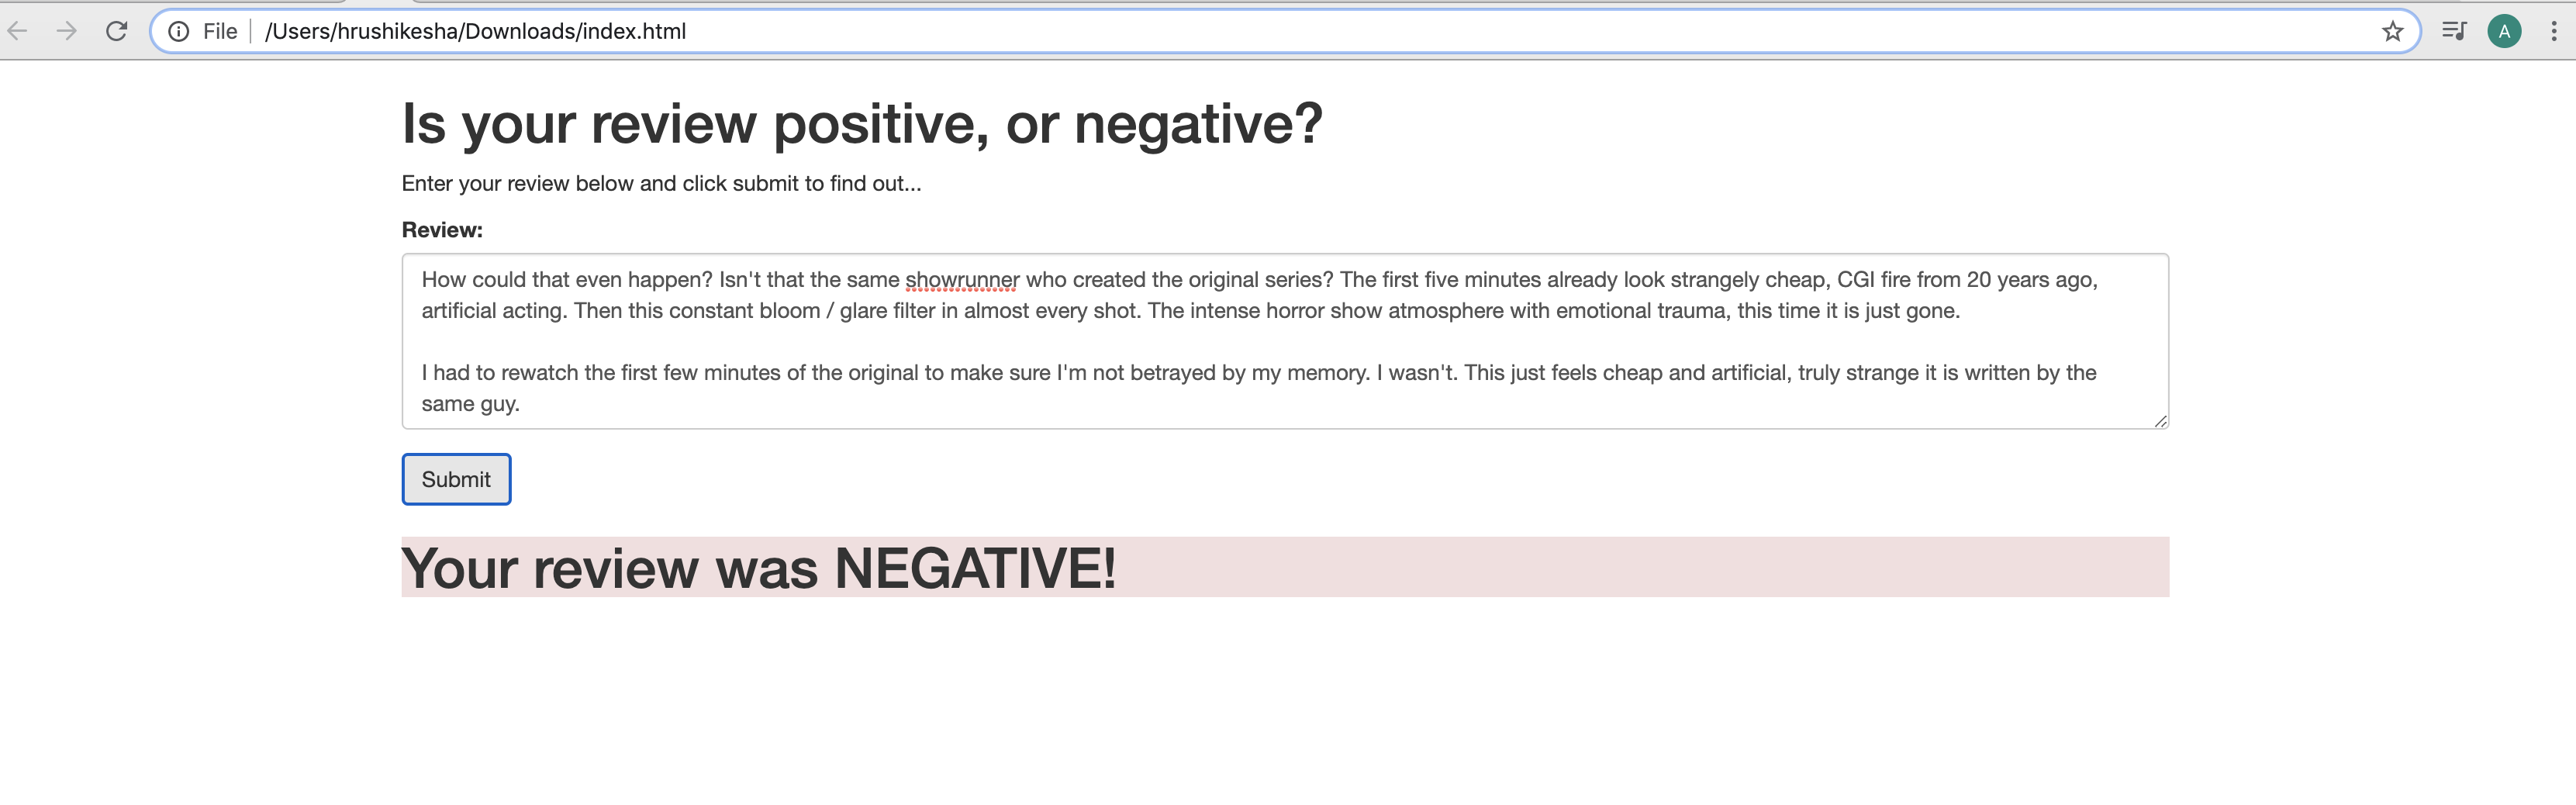 File /Users/hrushikesha/Downloads/index.html
A
Is your review positive, or negative?
Enter your review below and click submit to find out...
Review:
How could that even happen? Isn't that the same showrunner who created the original series? The first five minutes already look strangely cheap, CGI fire from 20 years ago,
artificial acting. Then this constant bloom / glare filter in almost every shot. The intense horror show atmosphere with emotional trauma, this time it is just gone.
I had to rewatch the first few minutes of the original to make sure I'm not betrayed by my memory. I wasn't. This just feels cheap and artificial, truly strange it is written by the
same guy.
Submit
Your review was NEGATIVE!